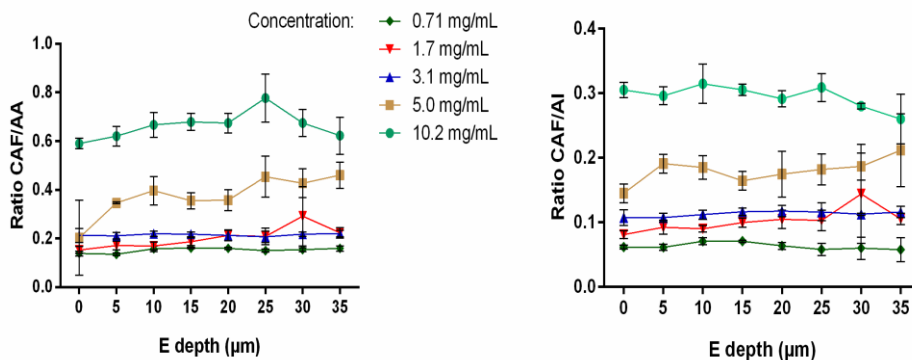 Concentration:
0.71 mg/mL
1.7 mg/mL
3.1 mg/mL
5.0 mg/mL
10.2 mg/mL
Ratio CAF/AA
1.0
0.8
0.6
0.4
0.2
0.0
0 5 10 15 20 25 30 35
E depth (µm)
Ratio CAF/AI
0.4
0.3
0.2
0.1
0.0
0 5 10 15 20 25 30 35
E depth (µm)